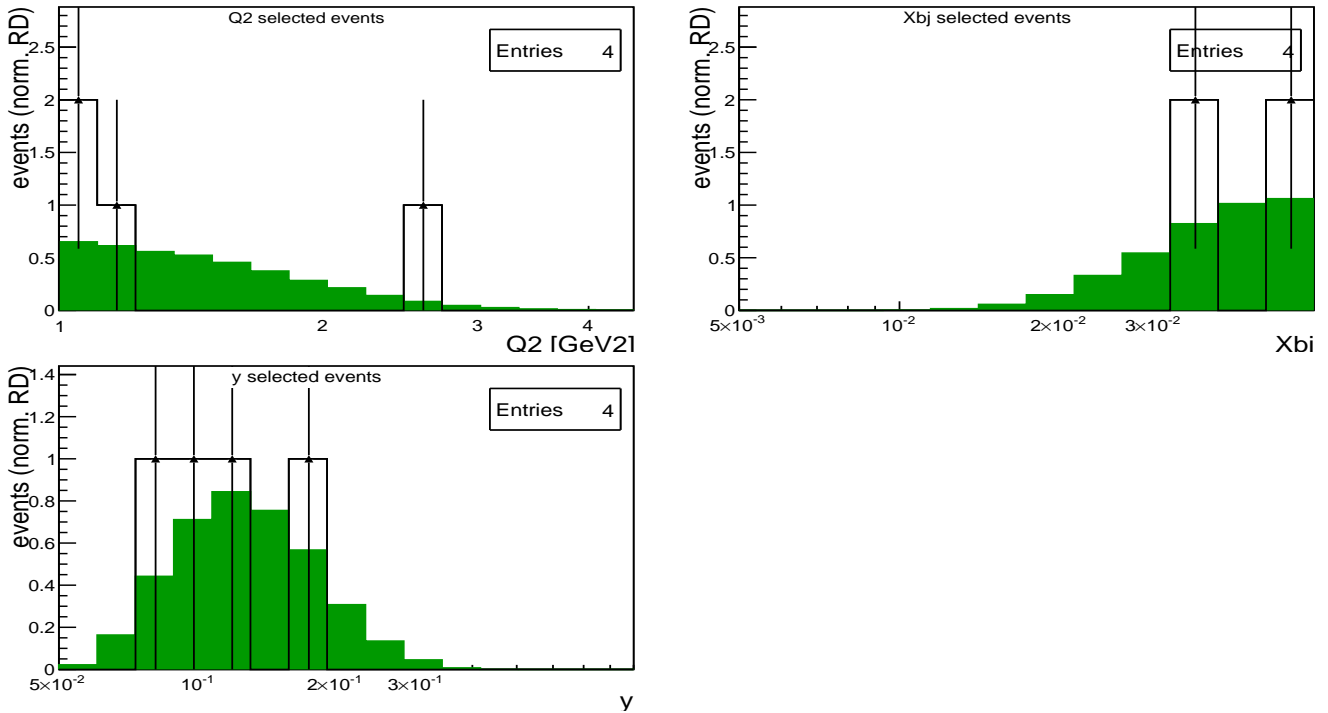 Q2 selected events
Entries 4
events (norm. RD)
2.5
2
1.5
1
0.5
0
1 2 3 4
Q2 [GeV2]
Xbj selected events
Entries 4
events (norm. RD)
2.5
2
1.5
1
0.5
0
5×10-3 10-2 2×10-2 3×10-2
Xbj
y selected events
Entries 4
events (norm. RD)
1.4
1.2
1
0.8
0.6
0.4
0.2
0
5×10-2 10-1 2×10-1 3×10-1
y